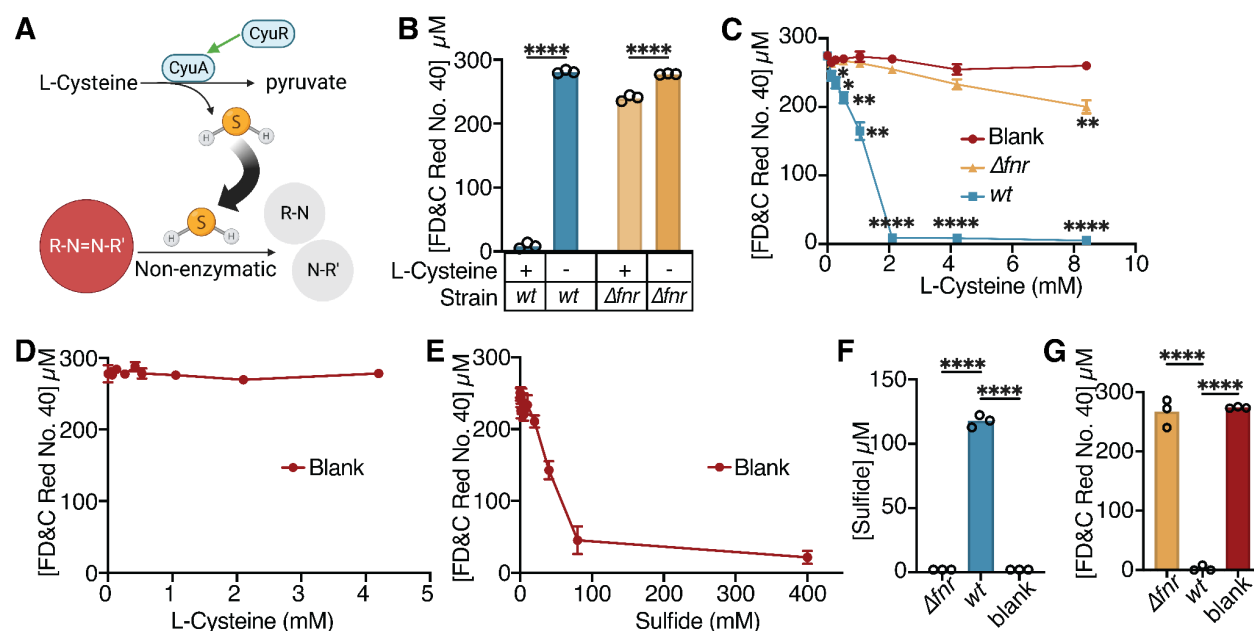 A
CyuR
CyuA
L-Cysteine
pyruvate
H
S
H
R-N=N-R'
H
S
H
Non-enzymatic
R-N
N-R'
B
[FD&C Red No. 40] µM
300
200
100
0
****
****
L-Cysteine + - + -
Strain wt wt Δfnr Δfnr
C
[FD&C Red No. 40] µM
300
200
100
0
*
*
**
**
****
****
****
**
Blank
Δfnr
wt
0 2 4 6 8 10
L-Cysteine (mM)
D
[FD&C Red No. 40] µM
300
200
100
0
Blank
0 1 2 3 4 5
L-Cysteine (mM)
E
[FD&C Red No. 40] µM
300
200
100
0
Blank
0 100 200 300 400
Sulfide (mM)
F
[Sulfide] µM
150
100
50
0
****
****
Δfnr
wt
blank
G
[FD&C Red No. 40] µM
300
200
100
0
****
****
Δfnr
wt
blank